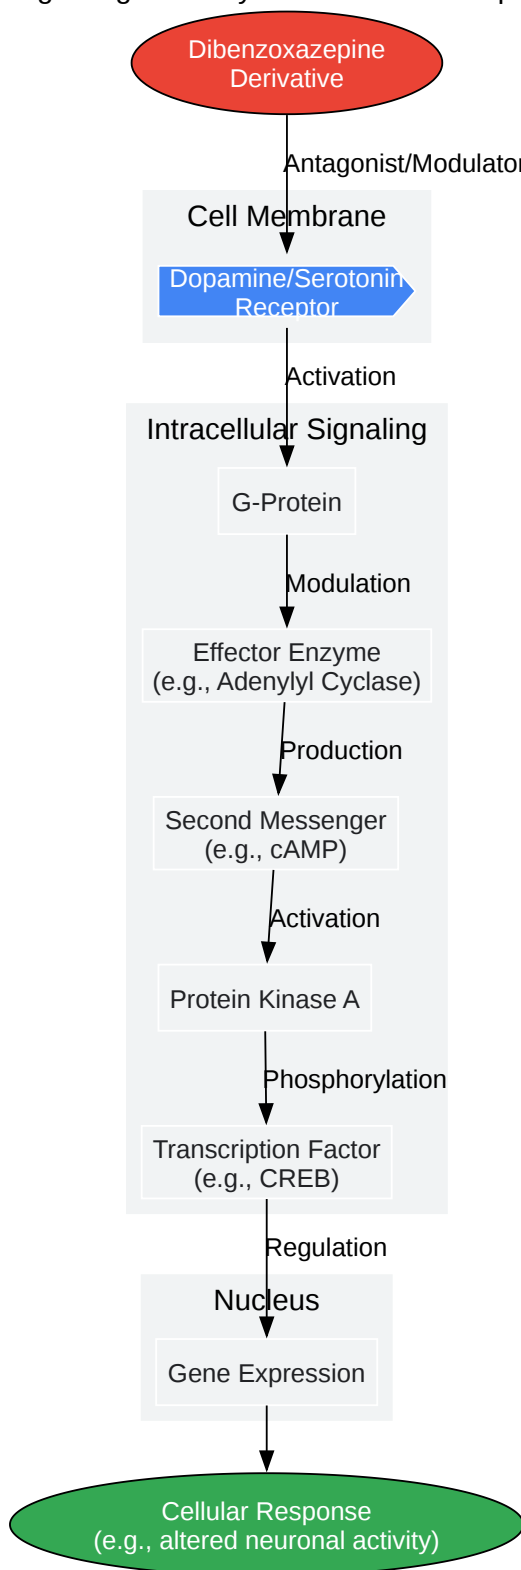 Dibenzoxazepine
Derivative
Antagonist/Modulator
Cell Membrane
Dopamine/Serotonin
Receptor
Activation
Intracellular Signaling
G-Protein
Modulation
Effector Enzyme
(e.g., Adenylyl Cyclase)
Production
Second Messenger
(e.g., cAMP)
Activation
Protein Kinase A
Phosphorylation
Transcription Factor
(e.g., CREB)
Regulation
Nucleus
Gene Expression
Cellular Response
(e.g., altered neuronal activity)